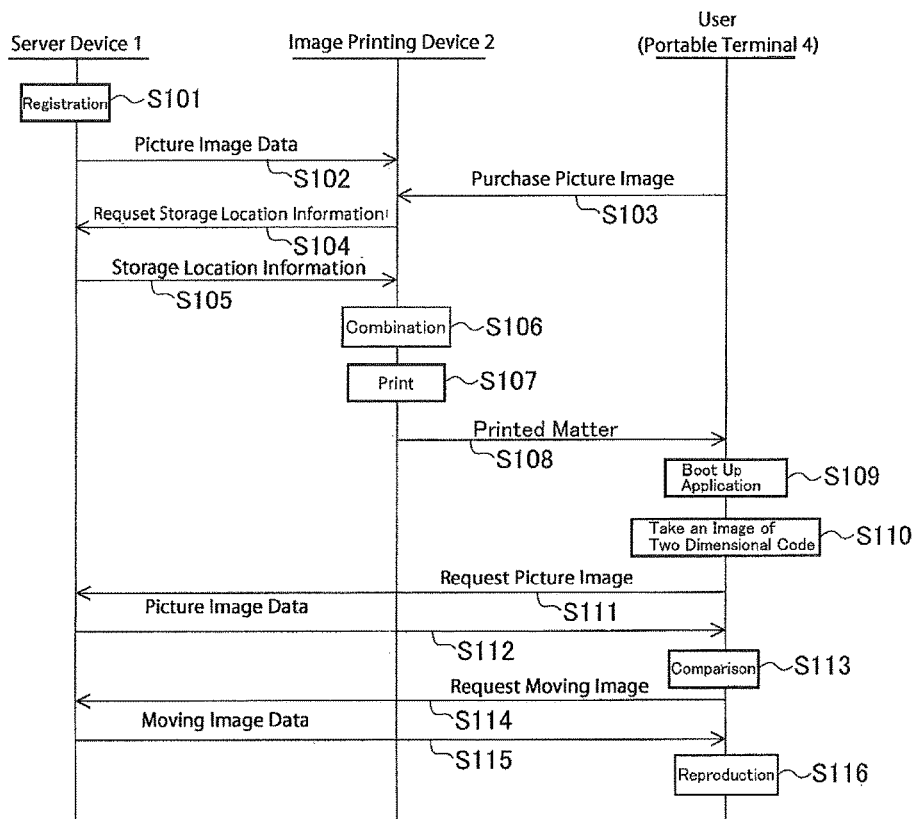 Server Device 1
Image Printing Device 2
User
(Portable Terminal 4)
Registration
S101
Picture Image Data
S102
Purchase Picture Image
S103
Requset Storage Location Information
S104
Storage Location Information
S105
Combination
S106
Print
S107
Printed Matter
S108
Boot Up
Application
S109
Take an Image of
Two Dimensional Code
S110
Request Picture Image
S111
Picture Image Data
S112
Comparison
S113
Request Moving Image
S114
Moving Image Data
S115
Reproduction
S116